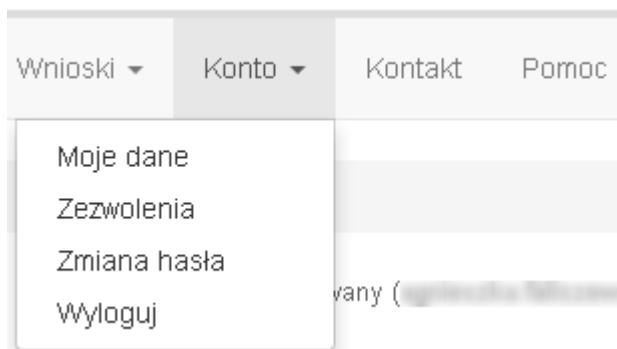 Wnioski Konto Kontakt Pomoc
Moje dane
Zezwolenia
Zmiana hasła
wany (
Wyloguj